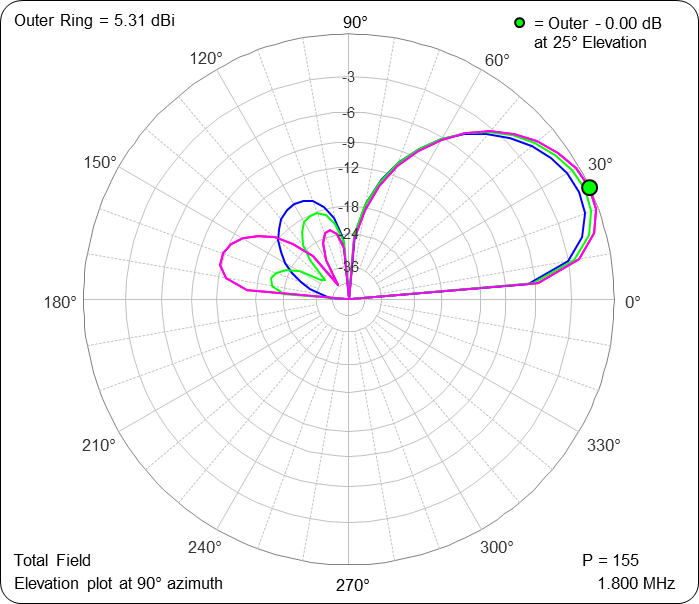 Outer Ring = 5.31 dBi
90°
= Outer - 0.00 dB
at 25° Elevation
120°
60°
-3
-6
-9
150°
-12
30°
-18
-24
-36
180°
0°
210°
330°
240°
300°
Total Field
P = 155
Elevation plot at 90° azimuth
270°
1.800 MHz